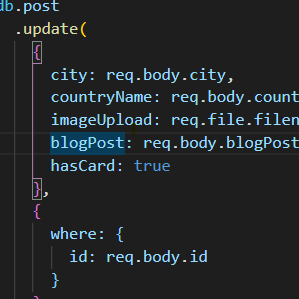 db.post
.update(
{
city: req.body.city,
countryName: req.body.count
imageUpload: req.file.filen
blogPost: req.body.blogPost
hasCard: true
},
{
where: {
id: req.body.id
}
}